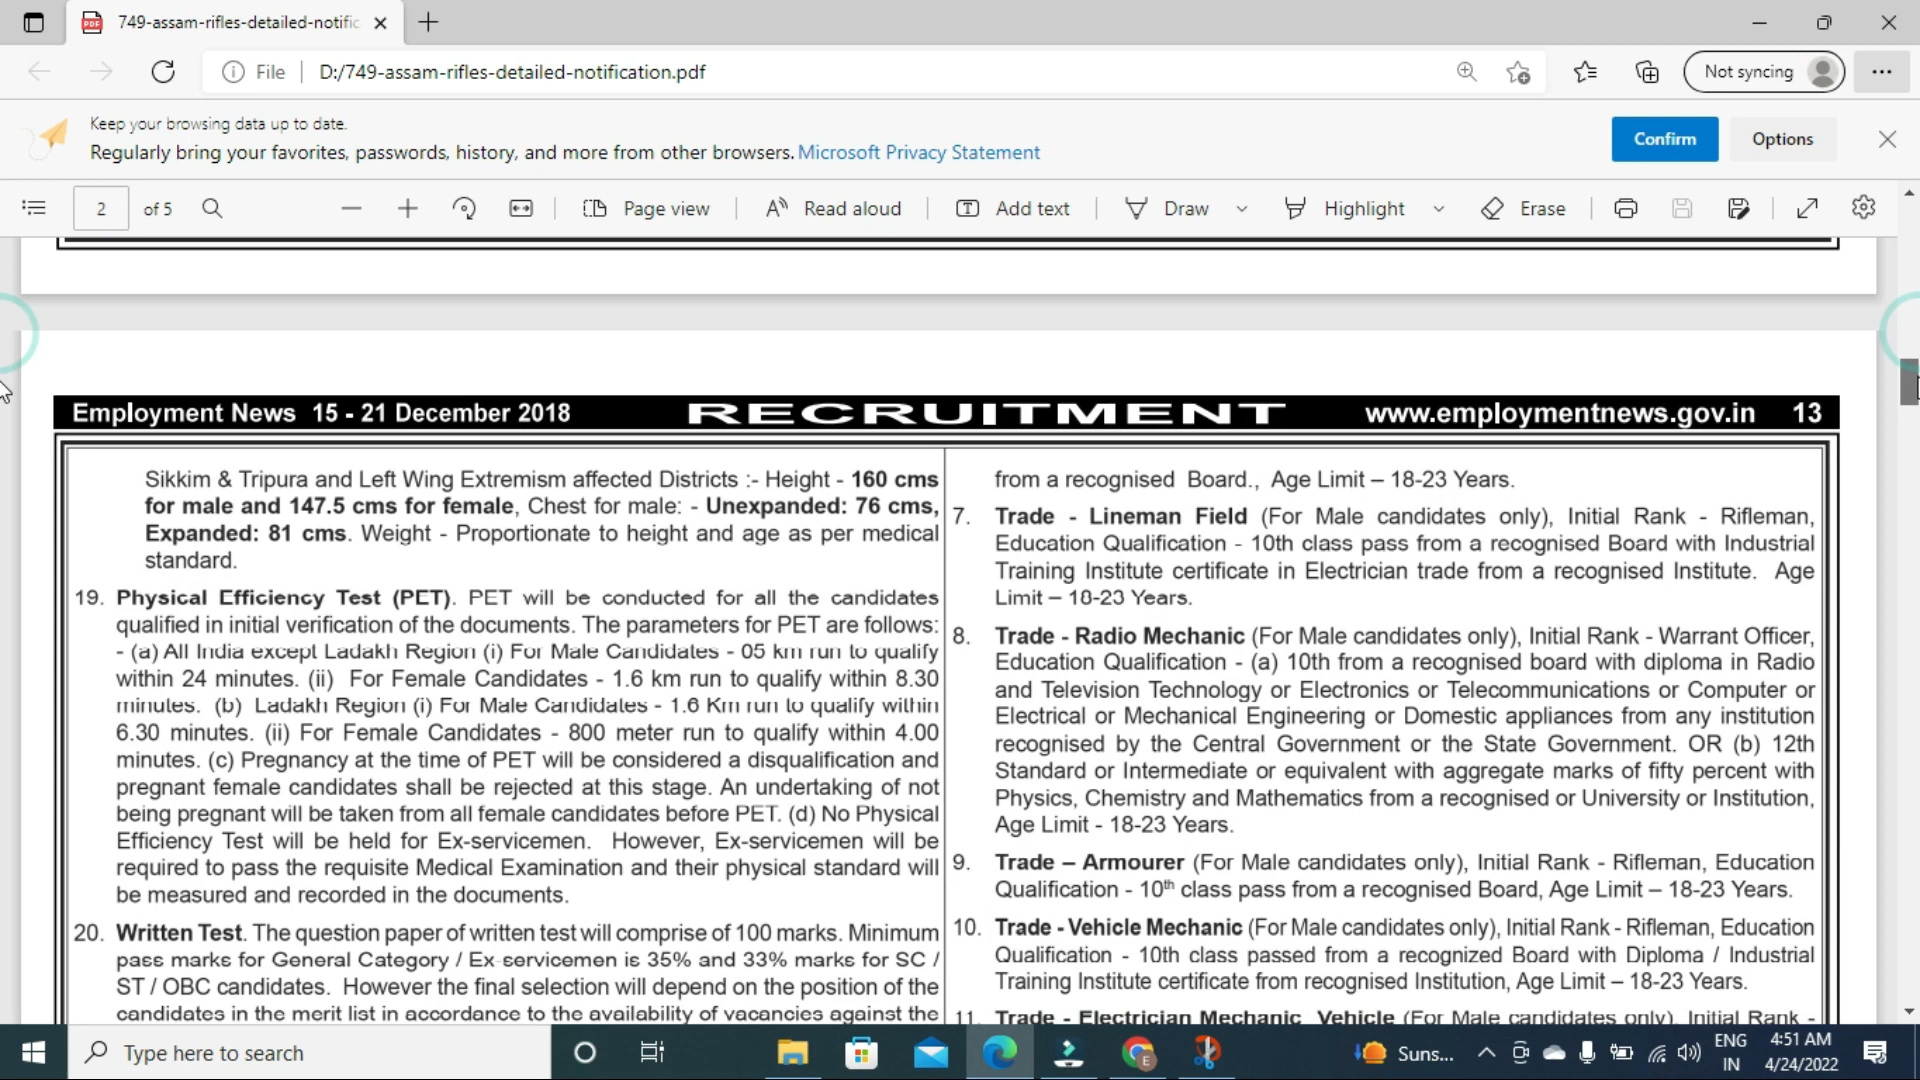 749-assam-rifles-detailed-notific
File
D:/749-assam-rifles-detailed-notification.pdf
Not syncing
Keep your browsing data up to date.
Regularly bring your favorites, passwords, history, and more from other browsers. Microsoft Privacy Statement
Confirm
Options
2 of 5
Page view
Read aloud
Add text
Draw
Highlight
Erase
Employment News 15 - 21 December 2018
RECRUITMENT
www.employmentnews.gov.in 13
Sikkim & Tripura and Left Wing Extremism affected Districts :- Height - 160 cms
for male and 147.5 cms for female, Chest for male: - Unexpanded: 76 cms,
Expanded: 81 cms. Weight - Proportionate to height and age as per medical
standard.
19. Physical Efficiency Test (PET). PET will be conducted for all the candidates
qualified in initial verification of the documents. The parameters for PET are follows:
- (a) All India except Ladakh Region (i) For Male Candidates - 05 km run to qualify
within 24 minutes. (ii) For Female Candidates - 1.6 km run to qualify within 8.30
minutes. (b) Ladakh Region (i) For Male Candidates - 1.6 Km run to qualify within
6.30 minutes. (ii) For Female Candidates - 800 meter run to qualify within 4.00
minutes. (c) Pregnancy at the time of PET will be considered a disqualification and
pregnant female candidates shall be rejected at this stage. An undertaking of not
being pregnant will be taken from all female candidates before PET. (d) No Physical
Efficiency Test will be held for Ex-servicemen. However, Ex-servicemen will be
required to pass the requisite Medical Examination and their physical standard will
be measured and recorded in the documents.
20. Written Test. The question paper of written test will comprise of 100 marks. Minimum
pass marks for General Category / Ex-servicemen is 35% and 33% marks for SC /
ST / OBC candidates. However the final selection will depend on the position of the
candidates in the merit list in accordance to the availability of vacancies against the
from a recognised Board., Age Limit – 18-23 Years.
7. Trade - Lineman Field (For Male candidates only), Initial Rank - Rifleman,
Education Qualification - 10th class pass from a recognised Board with Industrial
Training Institute certificate in Electrician trade from a recognised Institute. Age
Limit – 18-23 Years.
8. Trade - Radio Mechanic (For Male candidates only), Initial Rank - Warrant Officer,
Education Qualification - (a) 10th from a recognised board with diploma in Radio
and Television Technology or Electronics or Telecommunications or Computer or
Electrical or Mechanical Engineering or Domestic appliances from any institution
recognised by the Central Government or the State Government. OR (b) 12th
Standard or Intermediate or equivalent with aggregate marks of fifty percent with
Physics, Chemistry and Mathematics from a recognised or University or Institution,
Age Limit - 18-23 Years.
9. Trade – Armourer (For Male candidates only), Initial Rank - Rifleman, Education
Qualification - 10th class pass from a recognised Board, Age Limit – 18-23 Years.
10. Trade - Vehicle Mechanic (For Male candidates only), Initial Rank - Rifleman, Education
Qualification - 10th class passed from a recognized Board with Diploma / Industrial
Training Institute certificate from recognised Institution, Age Limit – 18-23 Years.
11. Trade - Electrician Mechanic Vehicle (For Male candidates only), Initial Rank -
Type here to search
Suns...
ENG
IN
4:51 AM
4/24/2022